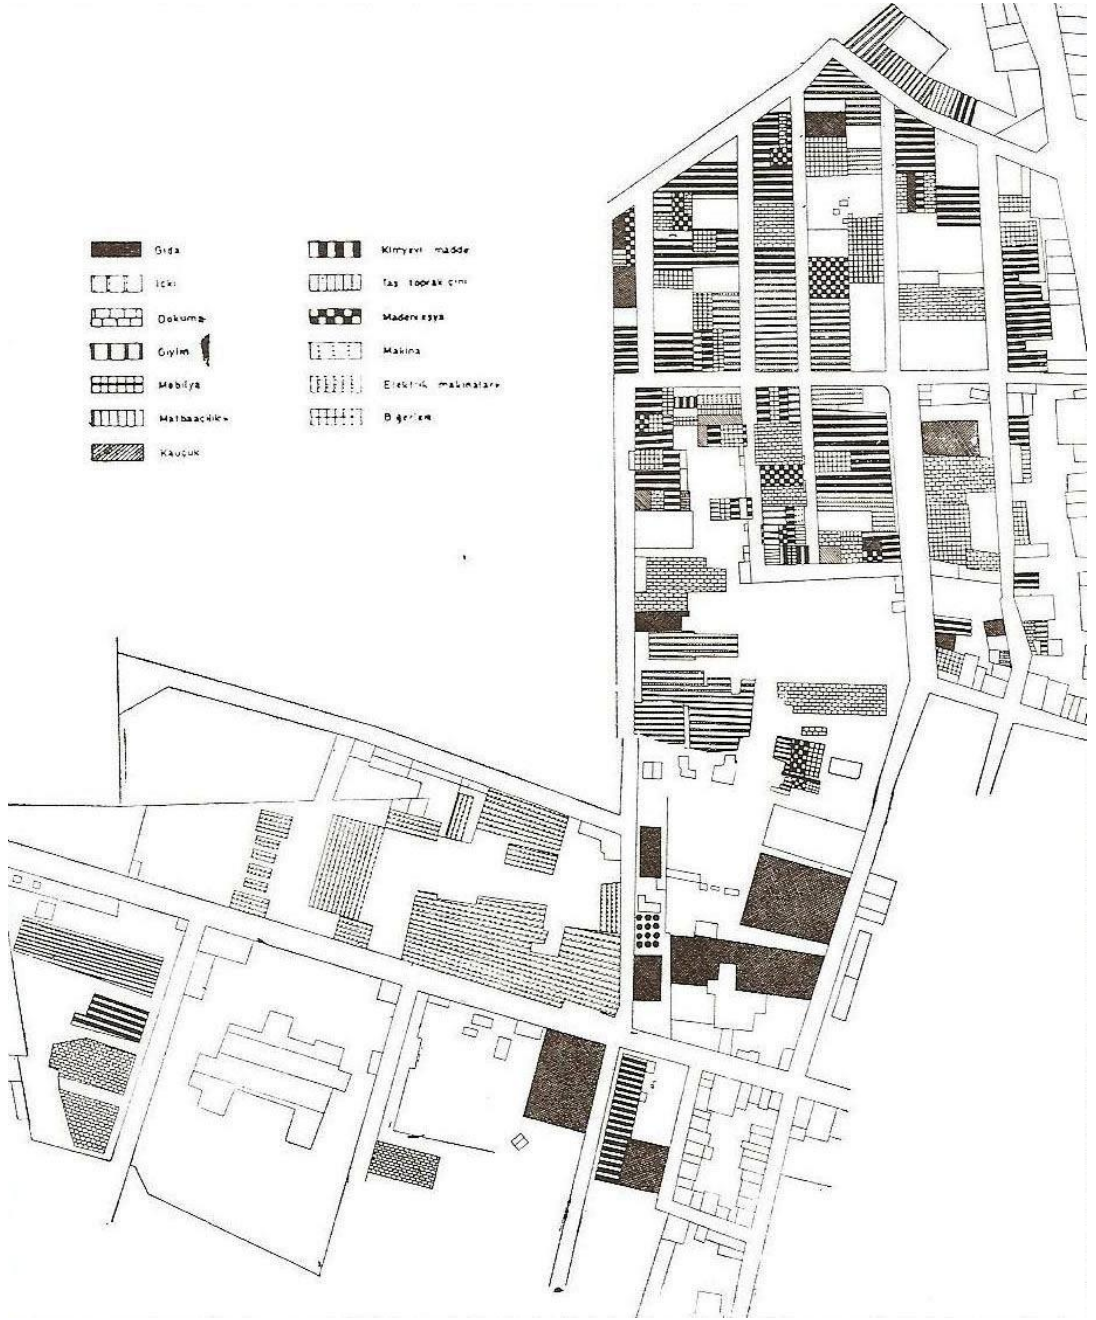 Gıda
İçki
Dokuma
Giyim
Mobilya
Matbaacılık
Kauçuk
Kimyevi madde
Taş toprak çini
Madeni eşya
Makina
Elektrik makinaları
Diğerleri